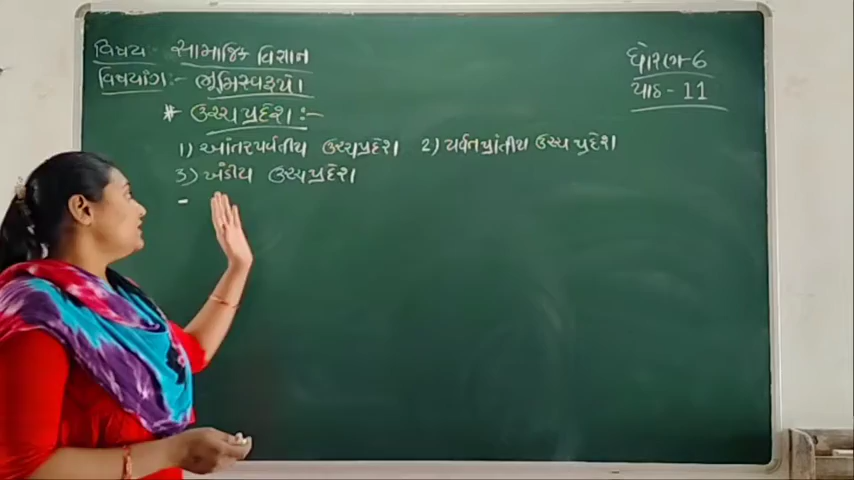 વિષય:- સામાજિક વિજ્ઞાન
ધોરણ-6
વિષયાંગ:- ભૂમિસ્વરૂપો
પાઠ-11
* ઉચ્ચપ્રદેશ:-
1) આંતરપર્વતીય ઉચ્ચપ્રદેશ 2) પર્વતપ્રાંતીય ઉચ્ચ પ્રદેશ
3) ખંડીય ઉચ્ચપ્રદેશ
-